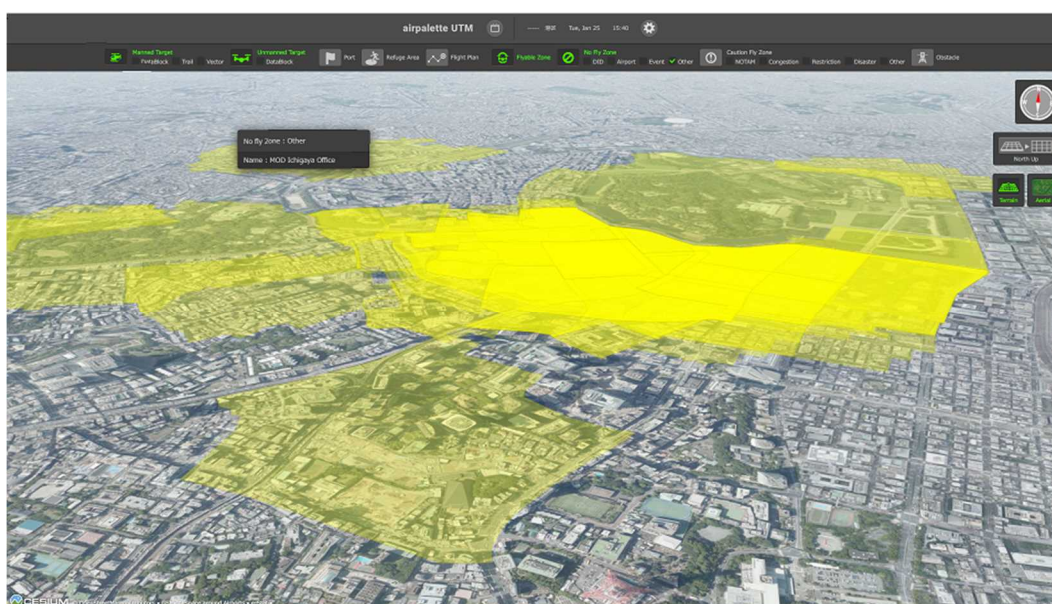 airpalette UTM
Tue, Jan 25 15:40
Manned Target
DataBlock Trail Vector
Unmanned Target
DataBlock
Port
Refuge Area
Flight Plan
Flyable Zone
No Fly Zone
DID Airport Event Other
Caution Fly Zone
NOTAM Congestion Restriction Disaster Other
Obstacle
No fly Zone : Other
Name : MOD Ichigaya Office
North Up
Terrain
Aerial
CESIUM